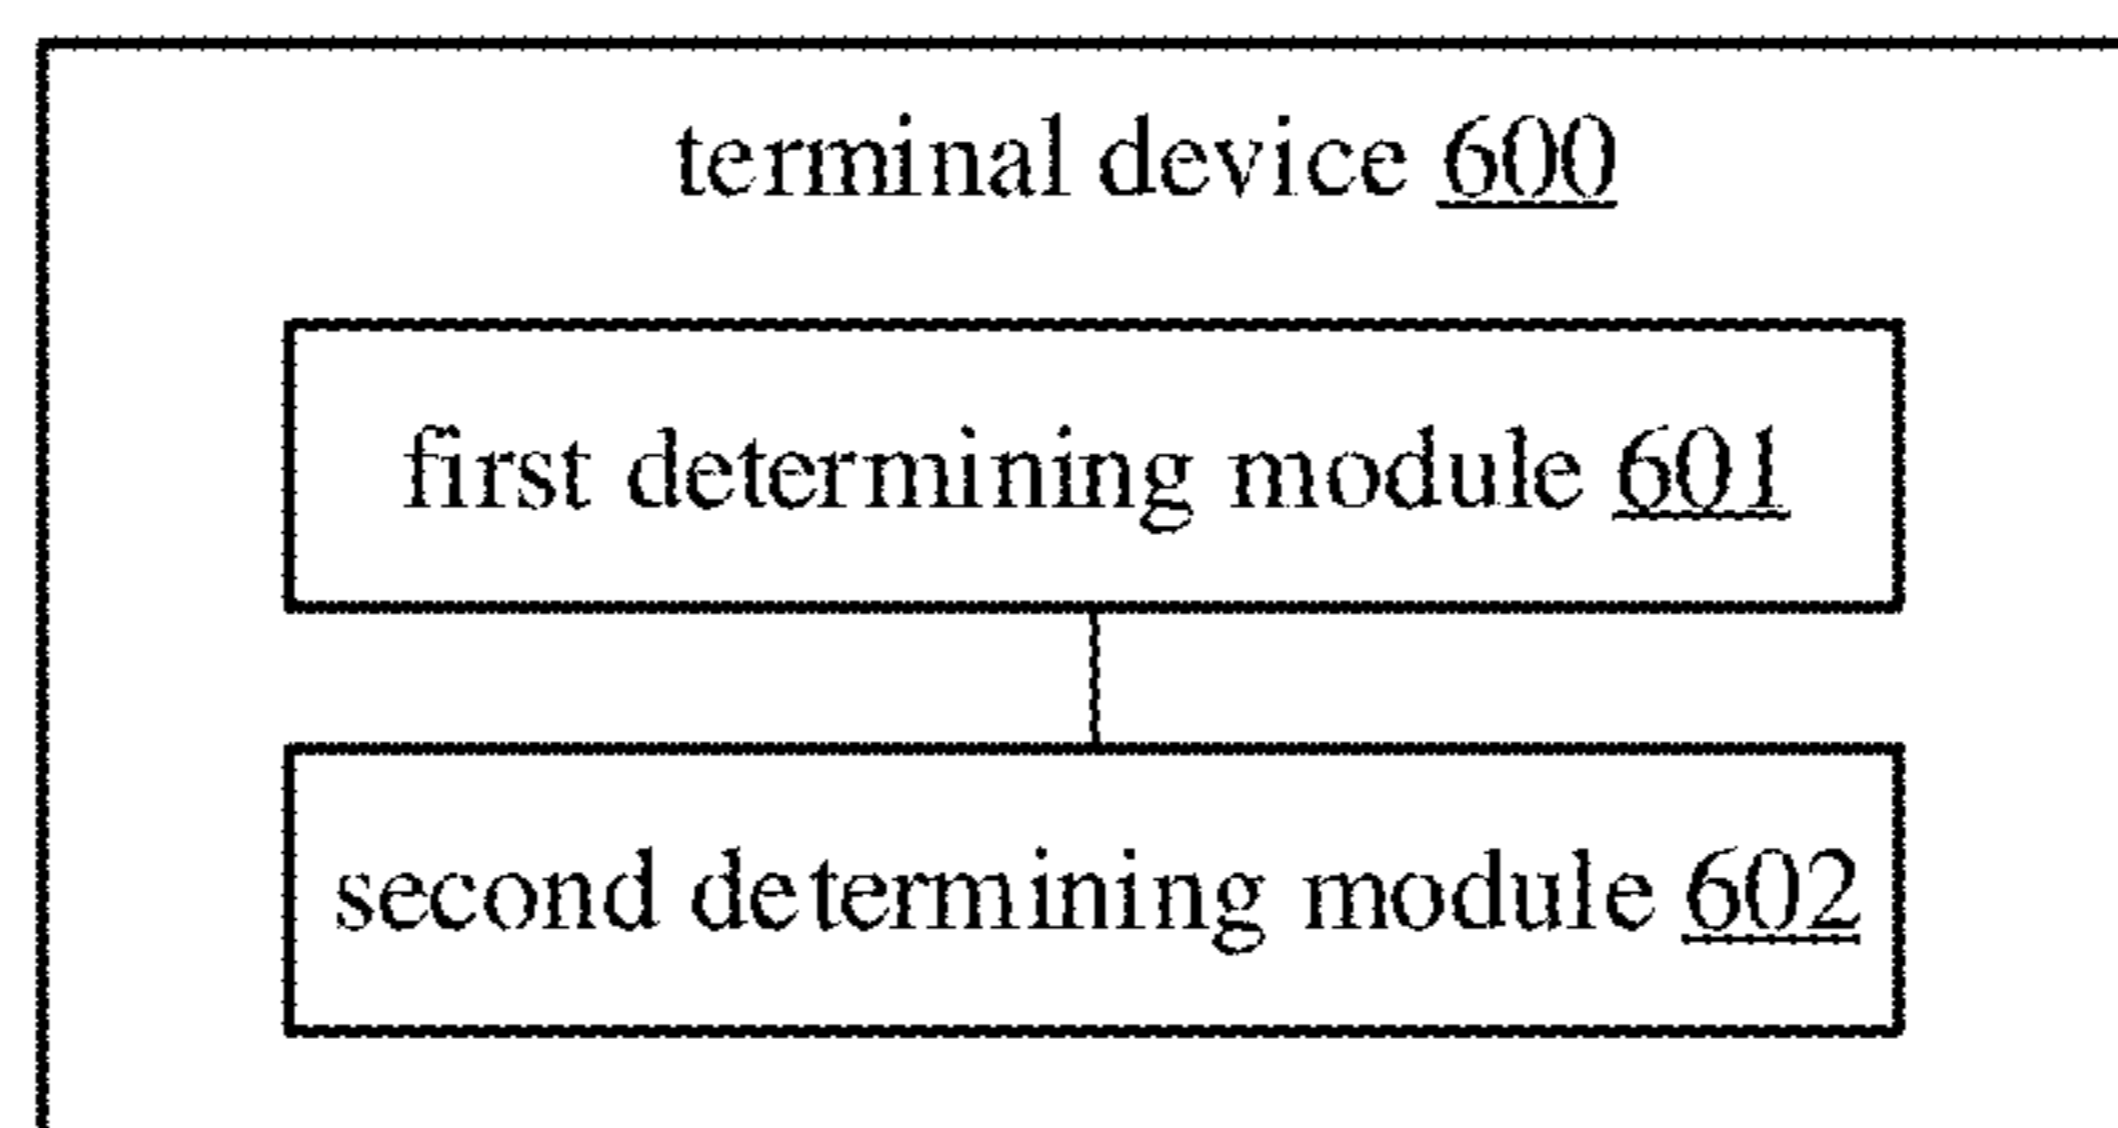 terminal device 600
first determining module 601
second determining module 602